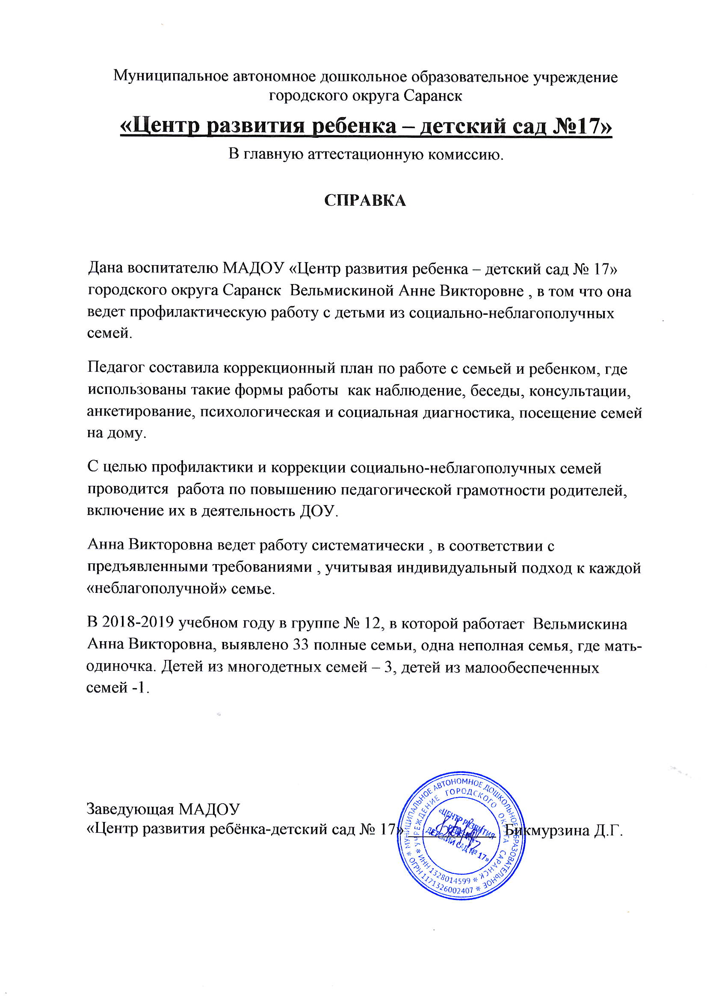 Муниципальное автономное дошкольное образовательное учреждение
городского округа Саранск
«Центр развития ребенка – детский сад №17»
В главную аттестационную комиссию.
СПРАВКА
Дана воспитателю МАДОУ «Центр развития ребенка – детский сад № 17»
городского округа Саранск  Вельмискиной Анне Викторовне , в том что она
ведет профилактическую работу с детьми из социально-неблагополучных
семей.
Педагог составила коррекционный план по работе с семьей и ребенком, где
использованы такие формы работы  как наблюдение, беседы, консультации,
анкетирование, психологическая и социальная диагностика, посещение семей
на дому.
С целью профилактики и коррекции социально-неблагополучных семей
проводится  работа по повышению педагогической грамотности родителей,
включение их в деятельность ДОУ.
Анна Викторовна ведет работу систематически , в соответствии с
предъявленными требованиями , учитывая индивидуальный подход к каждой
«неблагополучной» семье.
В 2018-2019 учебном году в группе № 12, в которой работает  Вельмискина
Анна Викторовна, выявлено 33 полные семьи, одна неполная семья, где мать-
одиночка. Детей из многодетных семей – 3, детей из малообеспеченных
семей -1.
Заведующая МАДОУ
«Центр развития ребёнка-детский сад № 17» Бикмурзина Д.Г.
* МУНИЦИПАЛЬНОЕ АВТОНОМНОЕ ДОШКОЛЬНОЕ ОБРАЗОВАТЕЛЬНОЕ * ОГРН 1171326002407
* УЧРЕЖДЕНИЕ ГОРОДСКОГО ОКРУГА САРАНСК * ИНН 1328014599
«ЦЕНТР РАЗВИТИЯ
РЕБЕНКА
ДЕТСКИЙ САД № 17»